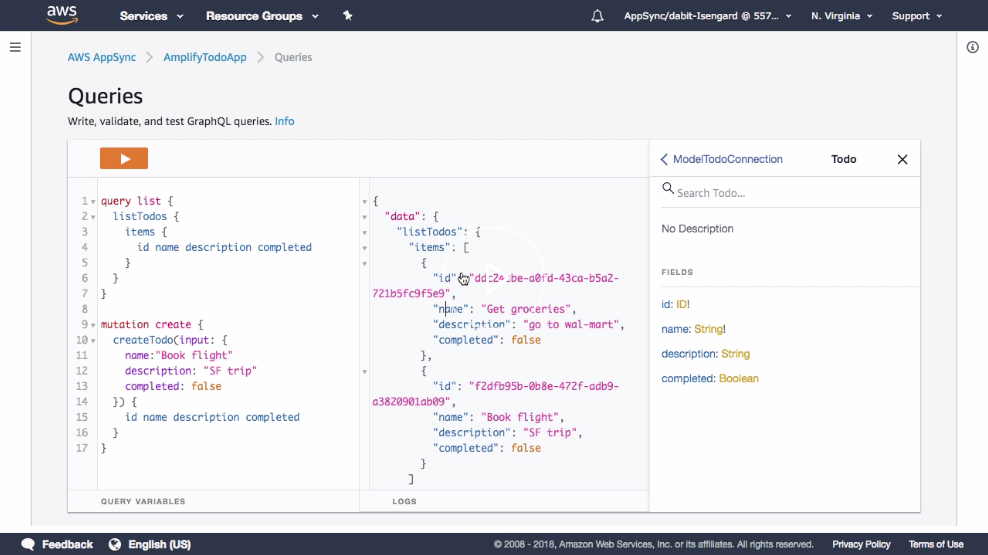 aws Services Resource Groups AppSync/dabit-Isengard @ 557... N. Virginia Support
AWS AppSync AmplifyTodoApp Queries
Queries
Write, validate, and test GraphQL queries. Info
1 query list {
2 listTodos {
3 items {
4 id name description completed
5 }
6 }
7 }
8
9 mutation create {
10 createTodo(input: {
11 name:"Book flight"
12 description: "SF trip"
13 completed: false
14 }) {
15 id name description completed
16 }
17 }
QUERY VARIABLES
{
"data": {
"listTodos": {
"items": [
{
"id": "ddc24cbe-a0fd-43ca-b5a2-
721b5fc9f5e9",
"name": "Get groceries",
"description": "go to wal-mart",
"completed": false
},
{
"id": "f2dfb95b-0b8e-472f-adb9-
a3820901ab09",
"name": "Book flight",
"description": "SF trip",
"completed": false
}
]
LOGS
ModelTodoConnection Todo
Search Todo...
No Description
FIELDS
id: ID!
name: String!
description: String
completed: Boolean
Feedback English (US) © 2008 - 2018, Amazon Web Services, Inc. or its affiliates. All rights reserved. Privacy Policy Terms of Use